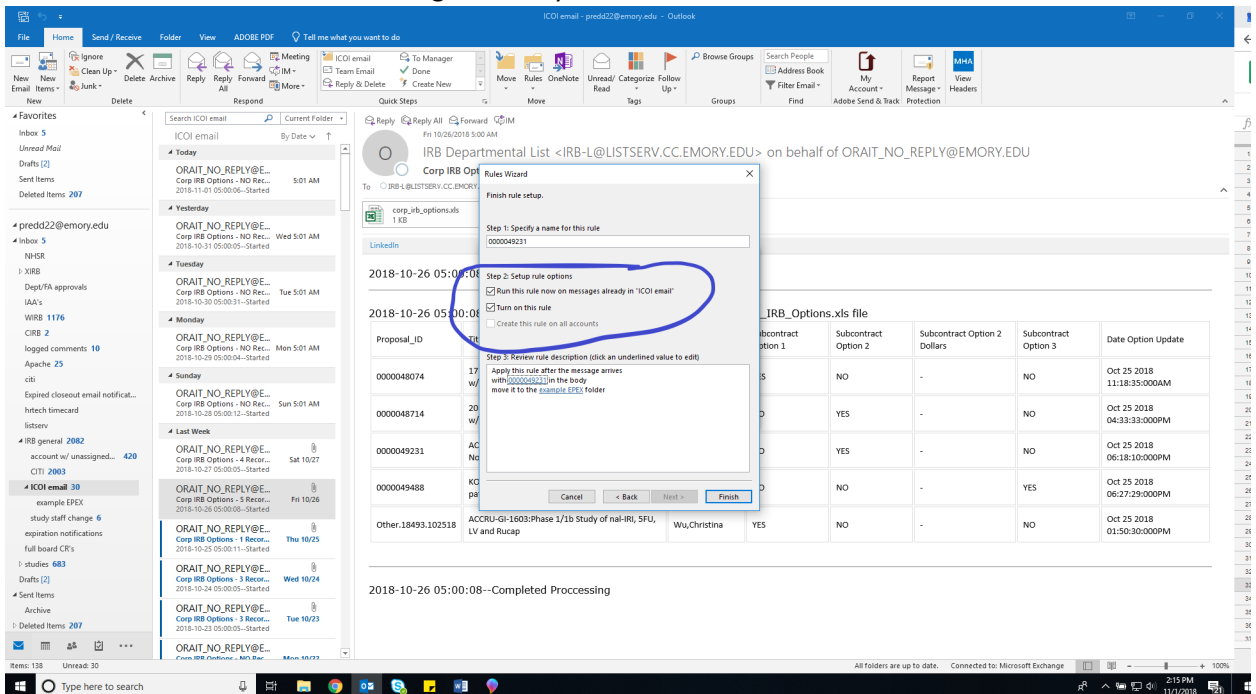 ICOI email - predd22@emory.edu - Outlook
File Home Send / Receive Folder View ADOBE PDF Tell me what you want to do
New Email New Items Ignore Clean Up Junk Delete Archive Reply Reply All Forward Meeting IM More
ICOI email To Manager
Team Email Done
Reply & Delete Create New
Move Rules OneNote Unread/ Read Categorize Follow Up Browse Groups
Search People
Address Book
Filter Email
My Account Report Message View Headers
MHA
New Delete Respond Quick Steps Move Tags Groups Find Adobe Send & Track Protection
Favorites
Inbox 5
Unread Mail
Drafts [2]
Sent Items
Deleted Items 207
predd22@emory.edu
Inbox 5
NHSR
XIRB
Dept/FA approvals
IAA's
WIRB 1176
CIRB 2
logged comments 10
Apache 25
citi
Expired closeout email notificat...
hrtech timecard
listserv
IRB general 2082
account w/ unassigned... 420
CITI 2003
ICOI email 30
example EPEX
study staff change 6
expiration notifications
full board CR's
studies 683
Drafts [2]
Sent Items
Archive
Deleted Items 207
Search ICOI email Current Folder
ICOI email By Date
Today
ORAIT_NO_REPLY@E...
Corp IRB Options - NO Rec... 5:01 AM
2018-11-01 05:00:06--Started
Yesterday
ORAIT_NO_REPLY@E...
Corp IRB Options - NO Rec... Wed 5:01 AM
2018-10-31 05:00:05--Started
Tuesday
ORAIT_NO_REPLY@E...
Corp IRB Options - NO Rec... Tue 5:01 AM
2018-10-30 05:00:31--Started
Monday
ORAIT_NO_REPLY@E...
Corp IRB Options - NO Rec... Mon 5:01 AM
2018-10-29 05:00:04--Started
Sunday
ORAIT_NO_REPLY@E...
Corp IRB Options - NO Rec... Sun 5:01 AM
2018-10-28 05:00:12--Started
Last Week
ORAIT_NO_REPLY@E...
Corp IRB Options - 4 Recor... Sat 10/27
2018-10-27 05:00:05--Started
ORAIT_NO_REPLY@E...
Corp IRB Options - 5 Recor... Fri 10/26
2018-10-26 05:00:08--Started
ORAIT_NO_REPLY@E...
Corp IRB Options - 1 Recor... Thu 10/25
2018-10-25 05:00:11--Started
ORAIT_NO_REPLY@E...
Corp IRB Options - 3 Recor... Wed 10/24
2018-10-24 05:00:05--Started
ORAIT_NO_REPLY@E...
Corp IRB Options - 3 Recor... Tue 10/23
2018-10-23 05:00:05--Started
ORAIT_NO_REPLY@E...
Corp IRB Options - NO Rec... Mon 10/22
Reply Reply All Forward IM
Fri 10/26/2018 5:00 AM
O
IRB Departmental List <IRB-L@LISTSERV.CC.EMORY.EDU> on behalf of ORAIT_NO_REPLY@EMORY.EDU
Corp IRB Opt
To IRB-L@LISTSERV.CC.EMORY.
corp_irb_options.xls
1 KB
LinkedIn
2018-10-26 05:00:08
2018-10-26 05:00:08 _IRB_Options.xls file
Proposal_ID Tit Subcontract Option 1 Subcontract Option 2 Subcontract Option 2 Dollars Subcontract Option 3 Date Option Update
0000048074 17 w/ ES NO - NO Oct 25 2018 11:18:35:000AM
0000048714 20 w/ O YES - NO Oct 25 2018 04:33:33:000PM
0000049231 AC No O YES - NO Oct 25 2018 06:18:10:000PM
0000049488 KO pa O NO - YES Oct 25 2018 06:27:29:000PM
Other.18493.102518 ACCRU-GI-1603:Phase 1/1b Study of nal-IRI, 5FU, LV and Rucap Wu,Christina YES NO - NO Oct 25 2018 01:50:30:000PM
2018-10-26 05:00:08--Completed Proccessing
Rules Wizard
Finish rule setup.
Step 1: Specify a name for this rule
0000049231
Step 2: Setup rule options
Run this rule now on messages already in "ICOI email"
Turn on this rule
Create this rule on all accounts
Step 3: Review rule description (click an underlined value to edit)
Apply this rule after the message arrives
with 0000049231 in the body
move it to the example EPEX folder
Cancel < Back Next > Finish
Items: 138 Unread: 30 All folders are up to date. Connected to: Microsoft Exchange 100%
Type here to search
2:15 PM
11/1/2018